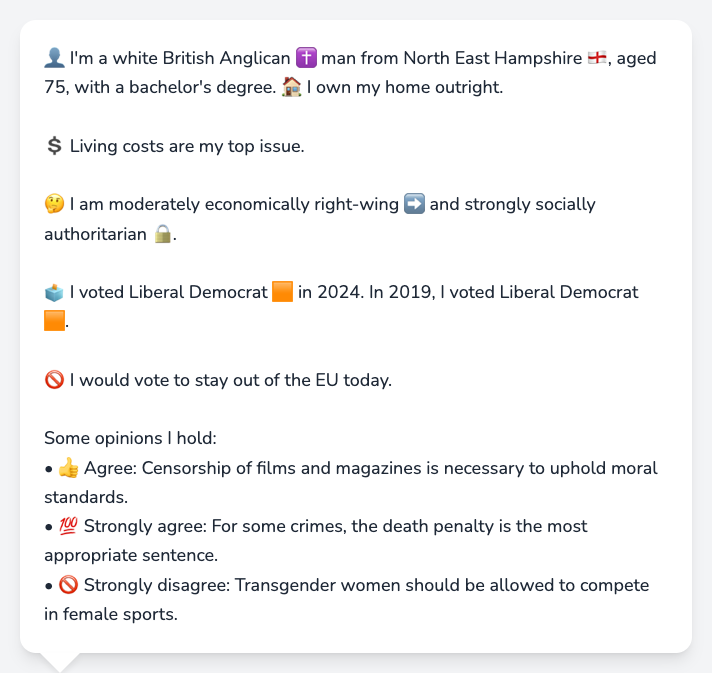 👤 I'm a white British Anglican ✝️ man from North East Hampshire 🏴󠁧󠁢󠁥󠁮󠁧󠁿, aged
75, with a bachelor's degree. 🏠 I own my home outright.
💲 Living costs are my top issue.
🤔 I am moderately economically right-wing ➡️ and strongly socially
authoritarian 🔒.
🗳️ I voted Liberal Democrat 🟧 in 2024. In 2019, I voted Liberal Democrat
🟧.
🚫 I would vote to stay out of the EU today.
Some opinions I hold:
• 👍 Agree: Censorship of films and magazines is necessary to uphold moral
standards.
• 💯 Strongly agree: For some crimes, the death penalty is the most
appropriate sentence.
• 🚫 Strongly disagree: Transgender women should be allowed to compete
in female sports.